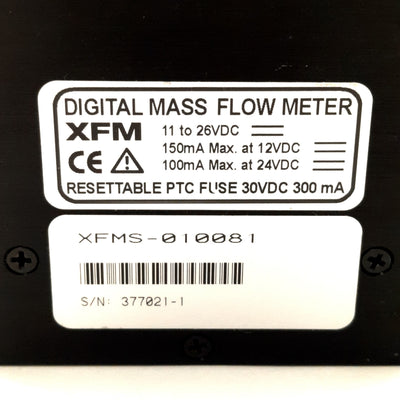 DIGITAL MASS FLOW METER
XFM 11 to 26VDC
150mA Max. at 12VDC
CE 100mA Max. at 24VDC
RESETTABLE PTC FUSE 30VDC 300 mA
XFMS-010081
S/N: 377021-1